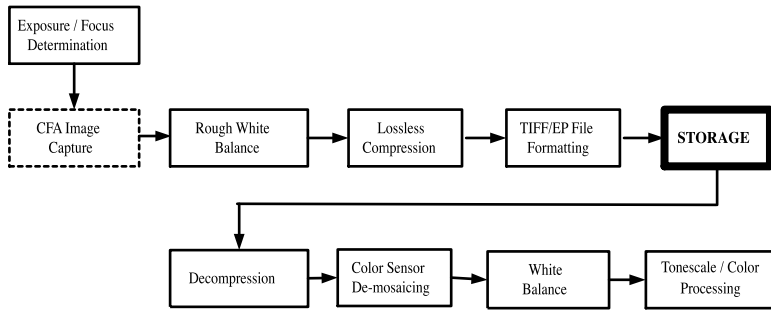 Exposure / Focus
Determination
CFA Image
Capture
Rough White
Balance
Lossless
Compression
TIFF/EP File
Formatting
STORAGE
Decompression
Color Sensor
De-mosaicing
White
Balance
Tonescale / Color
Processing